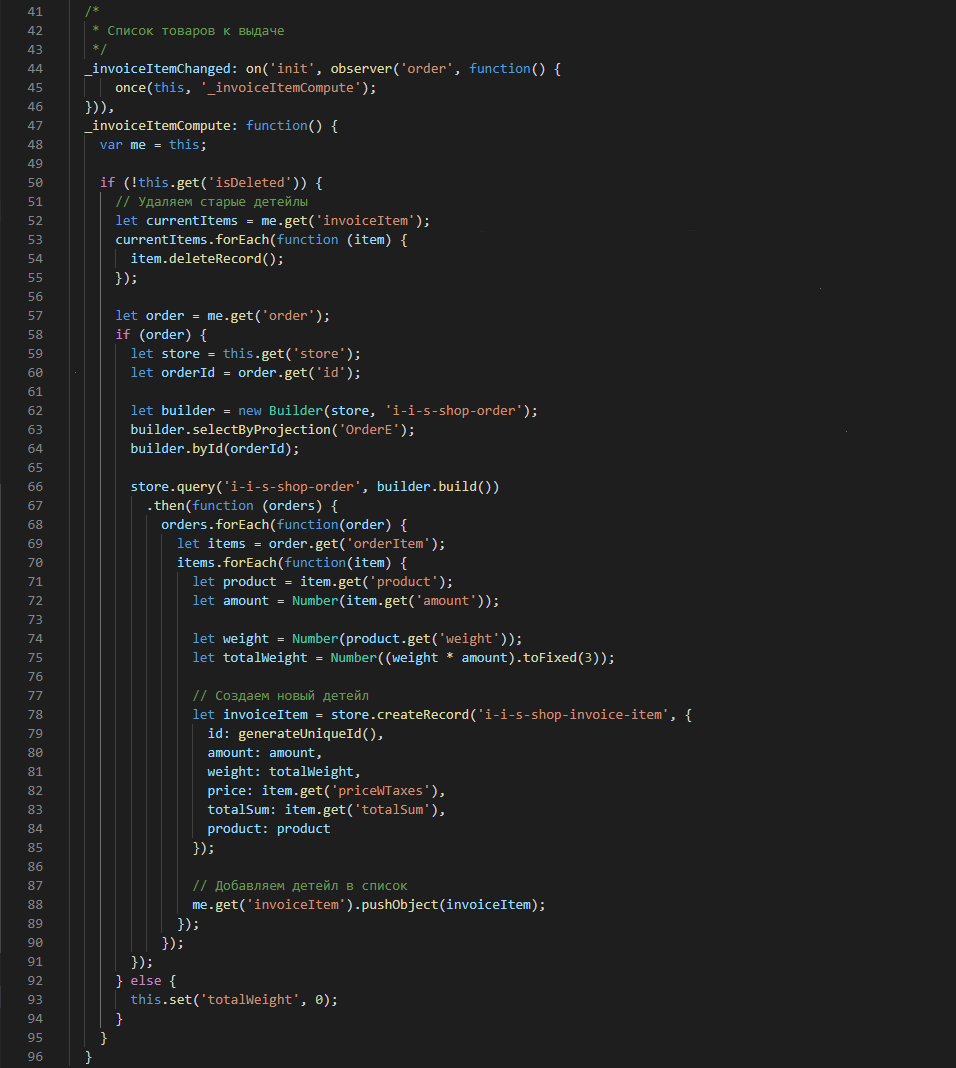 41 /*
42  * Список товаров к выдаче
43  */
44 _invoiceItemChanged: on('init', observer('order', function() {
45     once(this, '_invoiceItemCompute');
46 })),
47 _invoiceItemCompute: function() {
48   var me = this;
49
50   if (!this.get('isDeleted')) {
51     // Удаляем старые детейлы
52     let currentItems = me.get('invoiceItem');
53     currentItems.forEach(function (item) {
54       item.deleteRecord();
55     });
56
57     let order = me.get('order');
58     if (order) {
59       let store = this.get('store');
60       let orderId = order.get('id');
61
62       let builder = new Builder(store, 'i-i-s-shop-order');
63       builder.selectByProjection('OrderE');
64       builder.byId(orderId);
65
66       store.query('i-i-s-shop-order', builder.build())
67         .then(function (orders) {
68           orders.forEach(function(order) {
69             let items = order.get('orderItem');
70             items.forEach(function(item) {
71               let product = item.get('product');
72               let amount = Number(item.get('amount'));
73
74               let weight = Number(product.get('weight'));
75               let totalWeight = Number((weight * amount).toFixed(3));
76
77               // Создаем новый детейл
78               let invoiceItem = store.createRecord('i-i-s-shop-invoice-item', {
79                 id: generateUniqueId(),
80                 amount: amount,
81                 weight: totalWeight,
82                 price: item.get('priceWTaxes'),
83                 totalSum: item.get('totalSum'),
84                 product: product
85               });
86
87               // Добавляем детейл в список
88               me.get('invoiceItem').pushObject(invoiceItem);
89             });
90           });
91       });
92     } else {
93       this.set('totalWeight', 0);
94     }
95   }
96 }